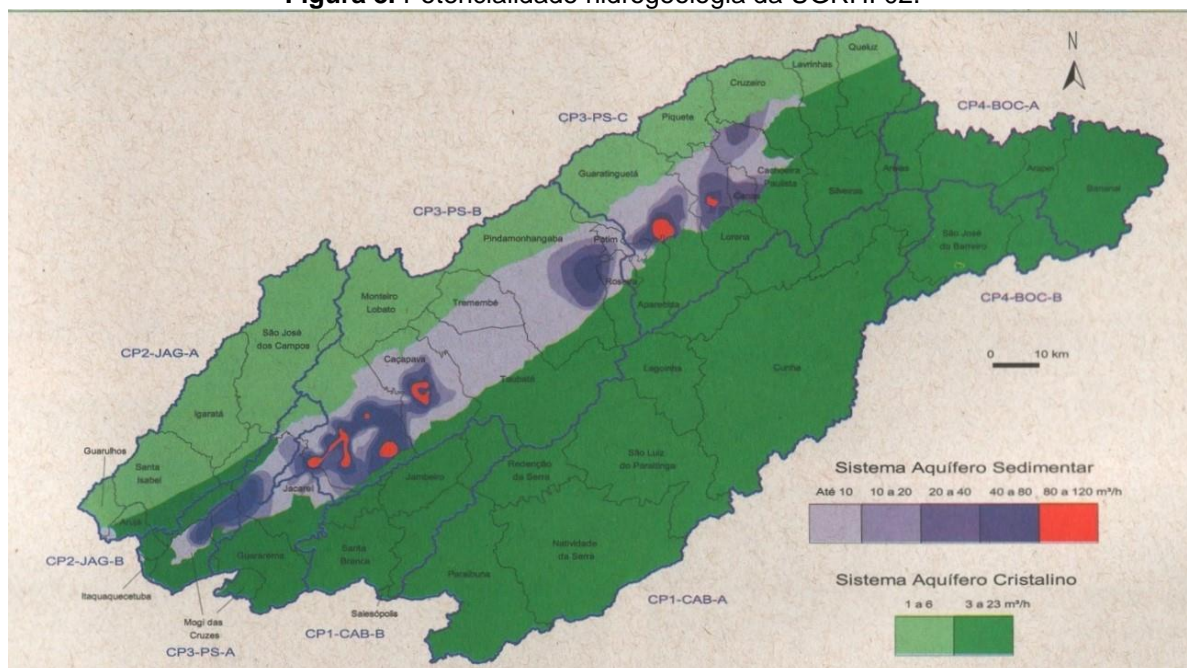 Figura 3. Potencialidade hidrogeologia da UGRHI 02.
N
Queluz
Lavrinhas
Cruzeiro
CP4-BOC-A
CP3-PS-C
Piquete
Guaratinguetá
Cachoeira
Paulista
Canas
Silveiras
Areias
Arapeí
Bananal
CP3-PS-B
Pindamonhangaba
Potim
Lorena
São José
do Barreiro
Roseira
Aparecida
CP4-BOC-B
Monteiro
Lobato
Tremembé
São José
dos Campos
CP2-JAG-A
0 10 km
Caçapava
Taubaté
Lagoinha
Cunha
Igaratá
Guarulhos
Santa
Isabel
Jacareí
Jambeiro
Redenção
da Serra
São Luiz
do Paraitinga
Sistema Aquífero Sedimentar
Até 10 10 a 20 20 a 40 40 a 80 80 a 120 m³/h
Arujá
CP2-JAG-B
Guararema
Santa
Branca
Natividade
da Serra
Paraibuna
Sistema Aquífero Cristalino
1 a 6 3 a 23 m³/h
Itaquaquecetuba
Salesópolis
CP1-CAB-A
Mogi das
Cruzes
CP1-CAB-B
CP3-PS-A